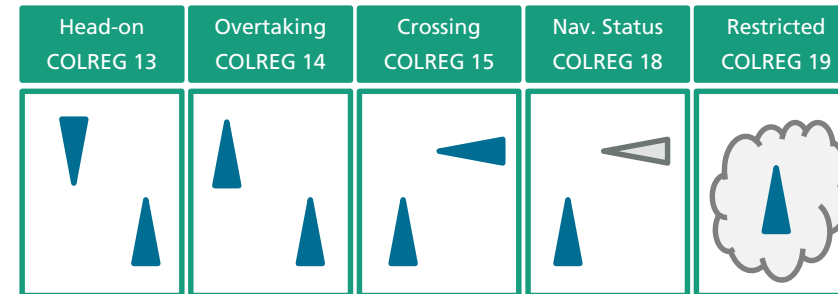 Head-on
COLREG 13
Overtaking
COLREG 14
Crossing
COLREG 15
Nav. Status
COLREG 18
Restricted
COLREG 19